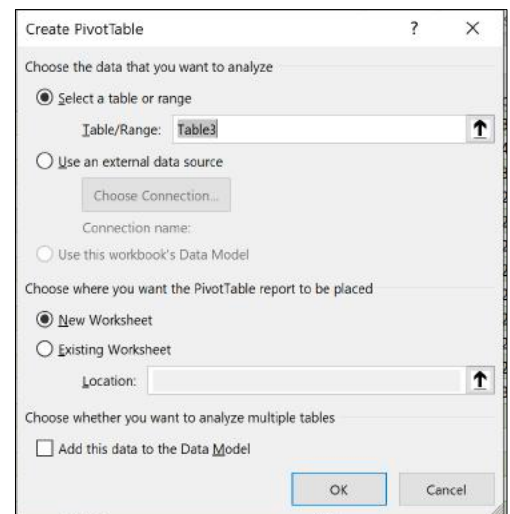 Create PivotTable ?
Choose the data that you want to analyze
Select a table or range
Table/Range: Table3
Use an external data source
Choose Connection...
Connection name:
Use this workbook's Data Model
Choose where you want the PivotTable report to be placed
New Worksheet
Existing Worksheet
Location:
Choose whether you want to analyze multiple tables
Add this data to the Data Model
OK Cancel